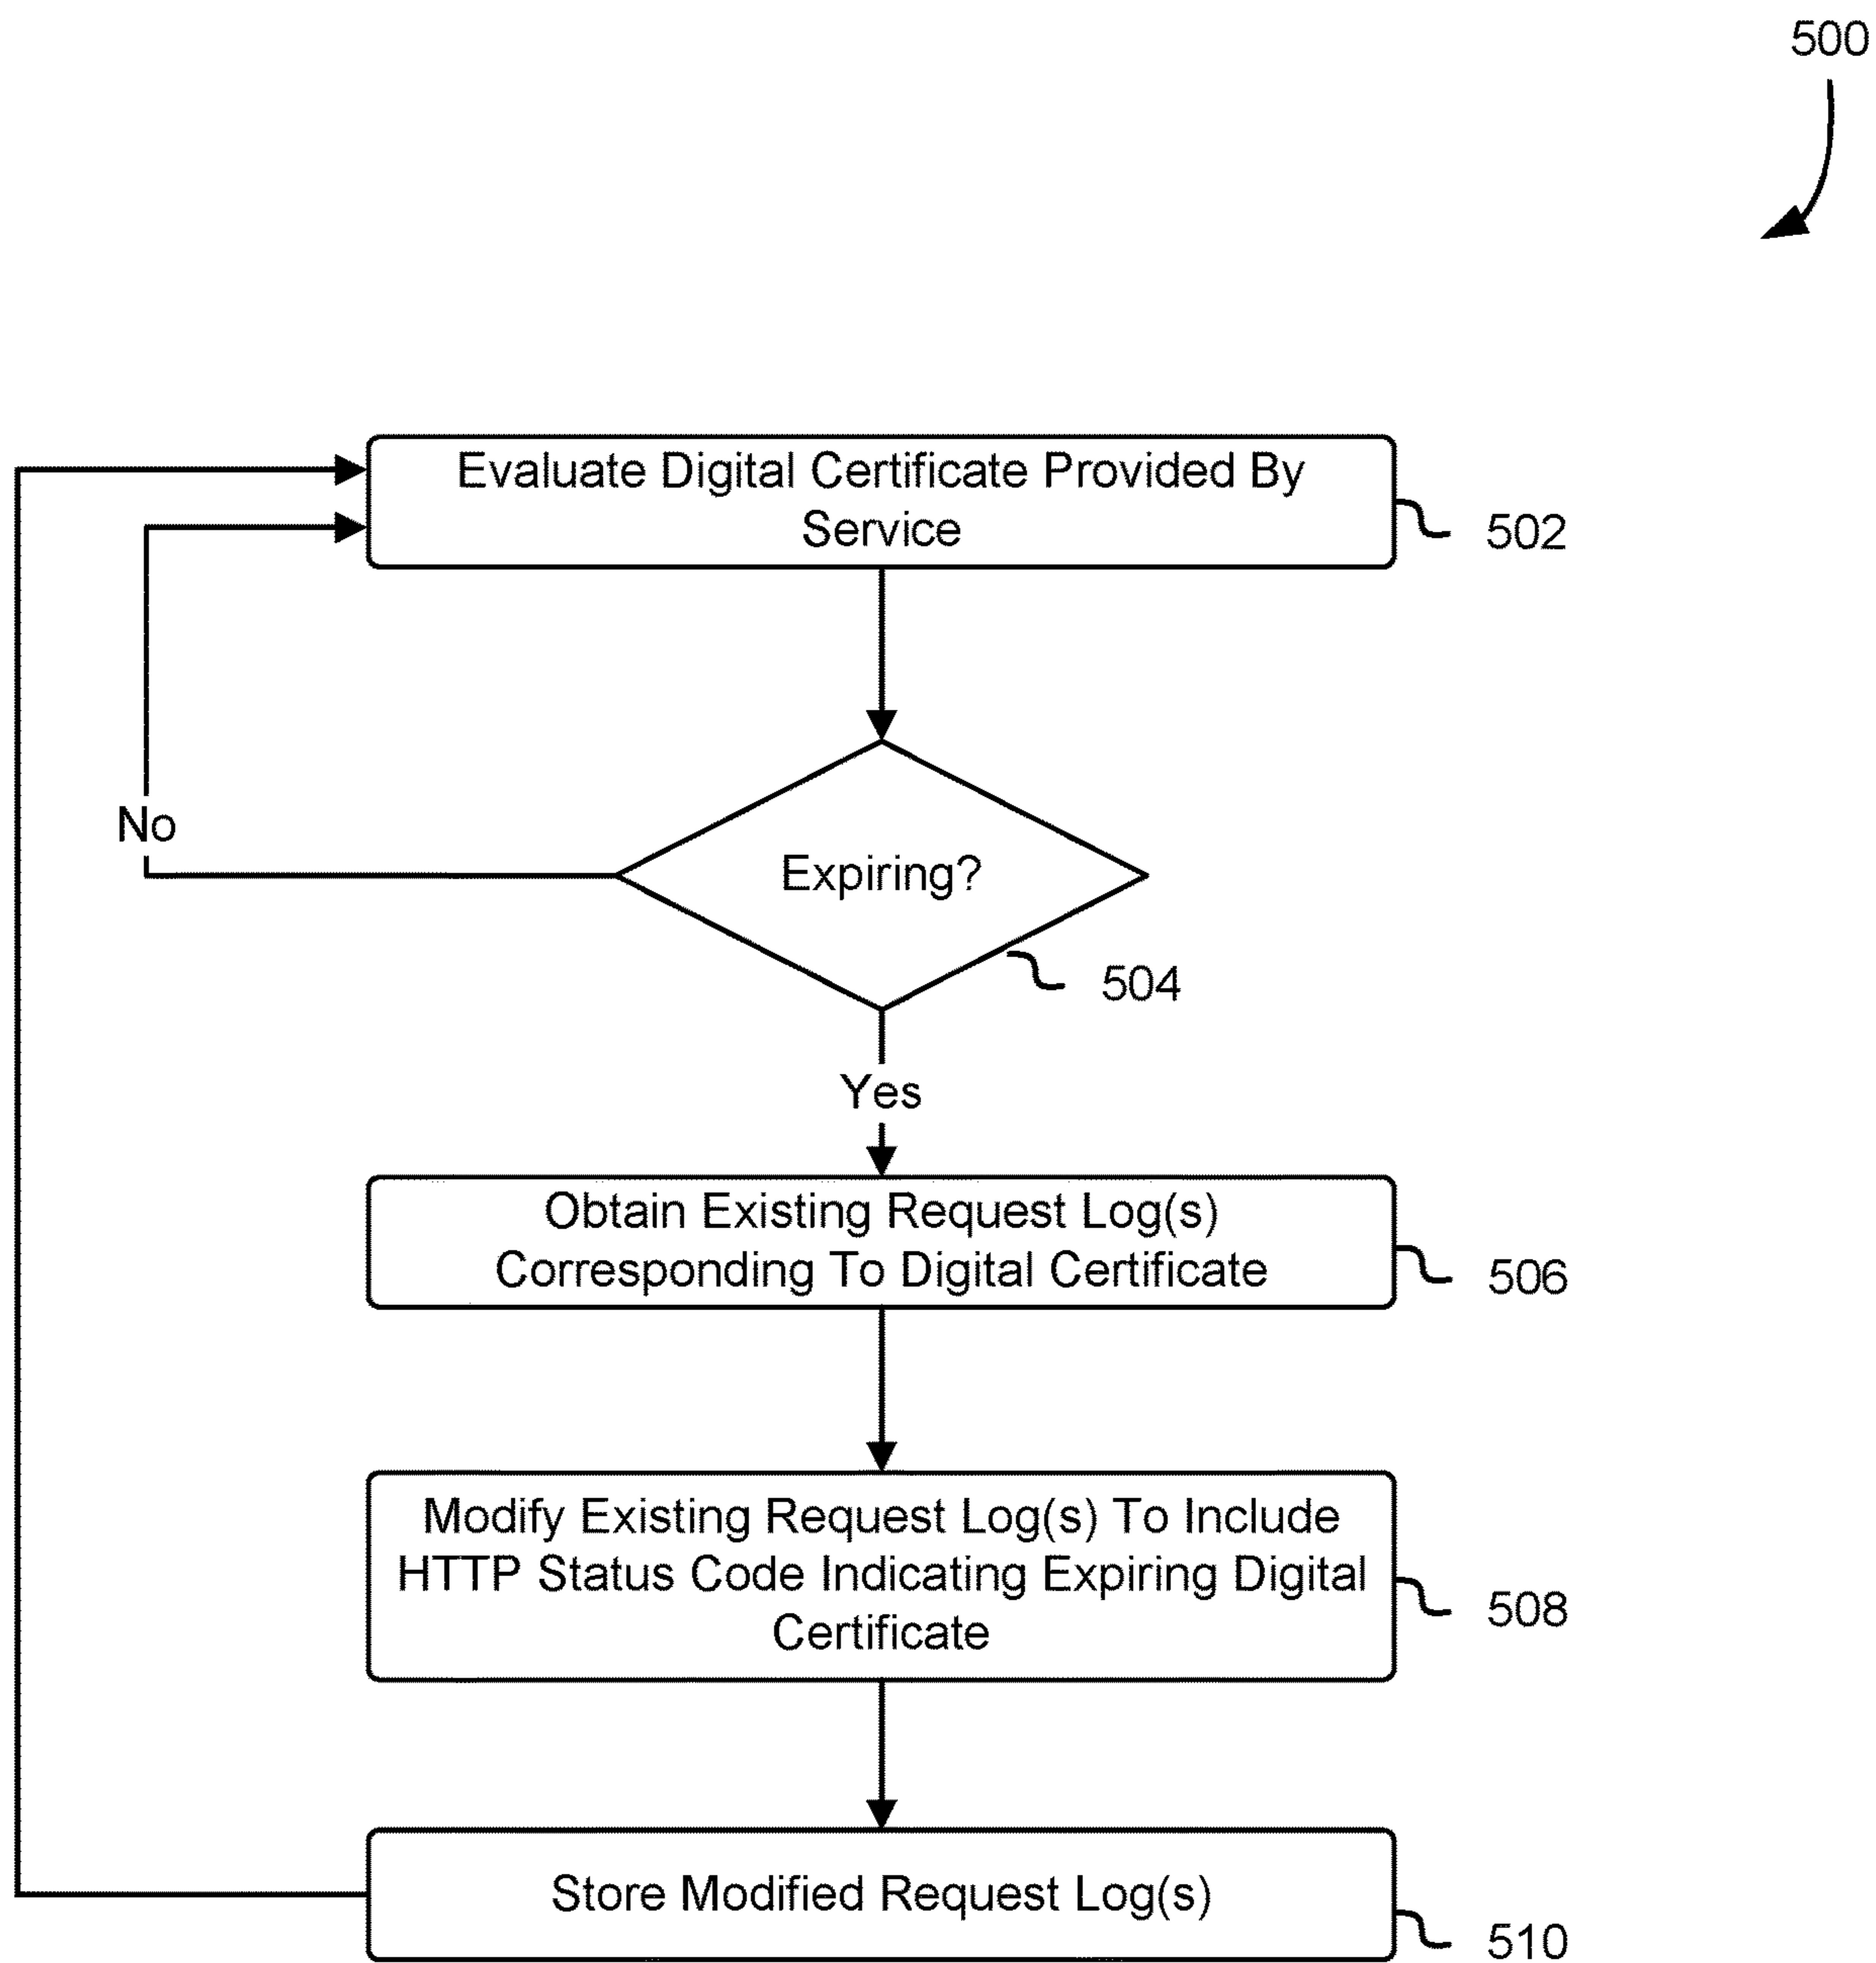 500
Evaluate Digital Certificate Provided By
Service
502
No
Expiring?
504
Yes
Obtain Existing Request Log(s)
Corresponding To Digital Certificate
506
Modify Existing Request Log(s) To Include
HTTP Status Code Indicating Expiring Digital
Certificate
508
Store Modified Request Log(s)
510